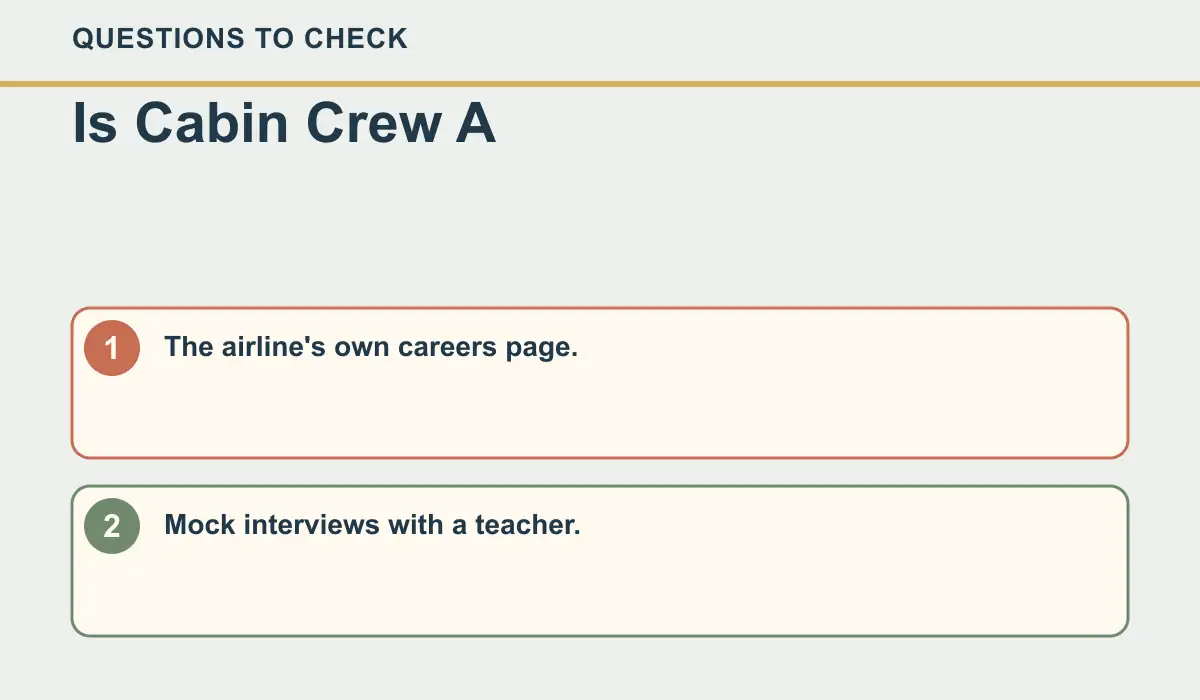 QUESTIONS TO CHECK
Is Cabin Crew A
1 The airline's own careers page.
2 Mock interviews with a teacher.